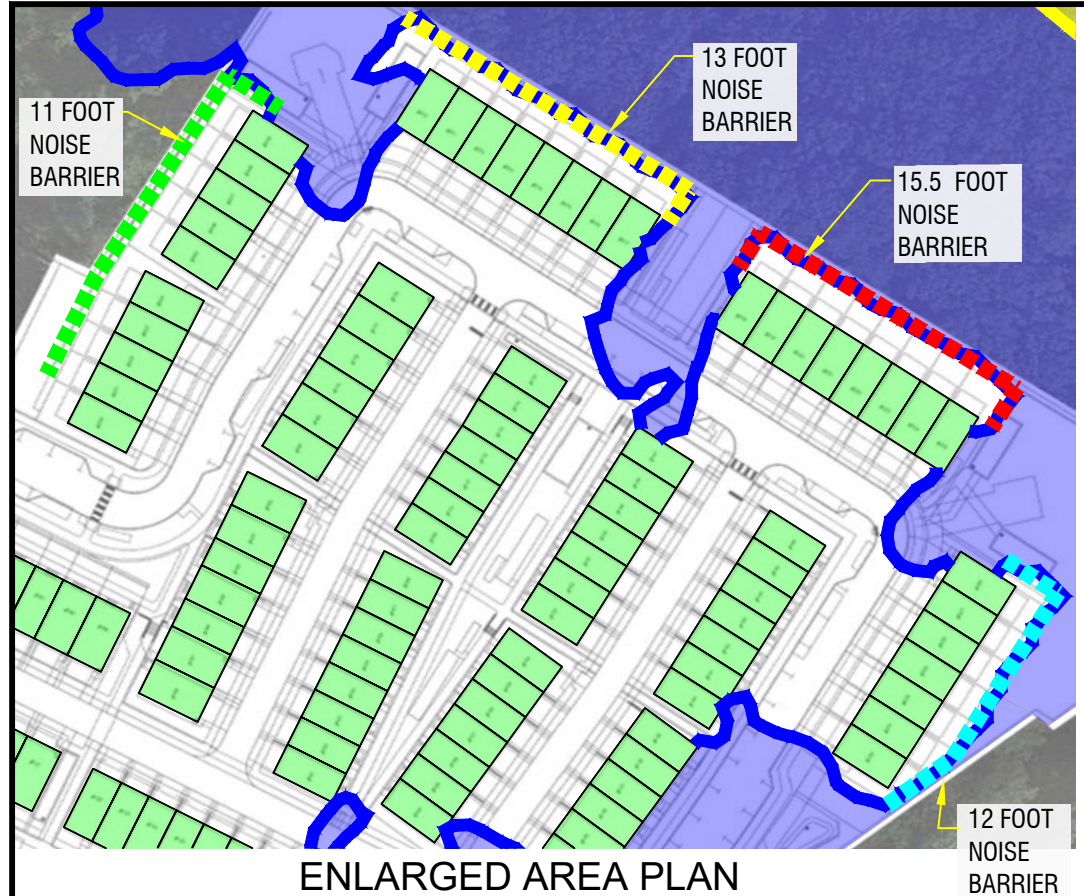 13 FOOT
NOISE
BARRIER
11 FOOT
NOISE
BARRIER
15.5 FOOT
NOISE
BARRIER
12 FOOT
NOISE
BARRIER
ENLARGED AREA PLAN